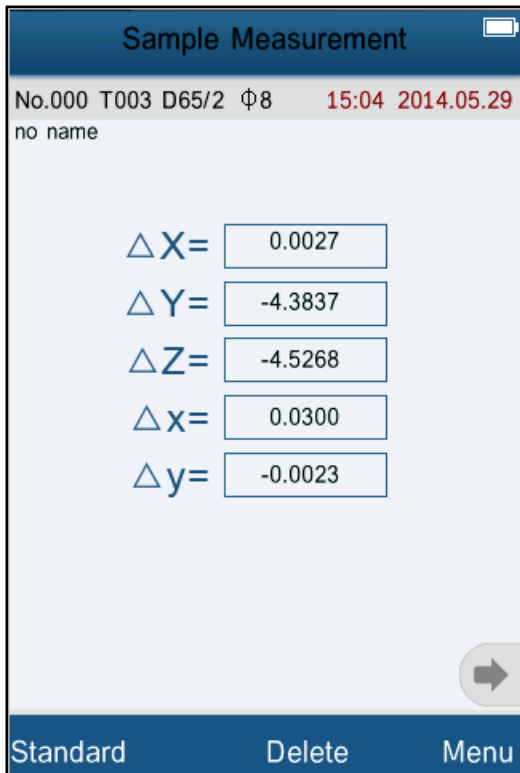 Sample Measurement
No.000 T003 D65/2 Φ8 15:04 2014.05.29
no name
△X= 0.0027
△Y= -4.3837
△Z= -4.5268
△x= 0.0300
△y= -0.0023
Standard Delete Menu